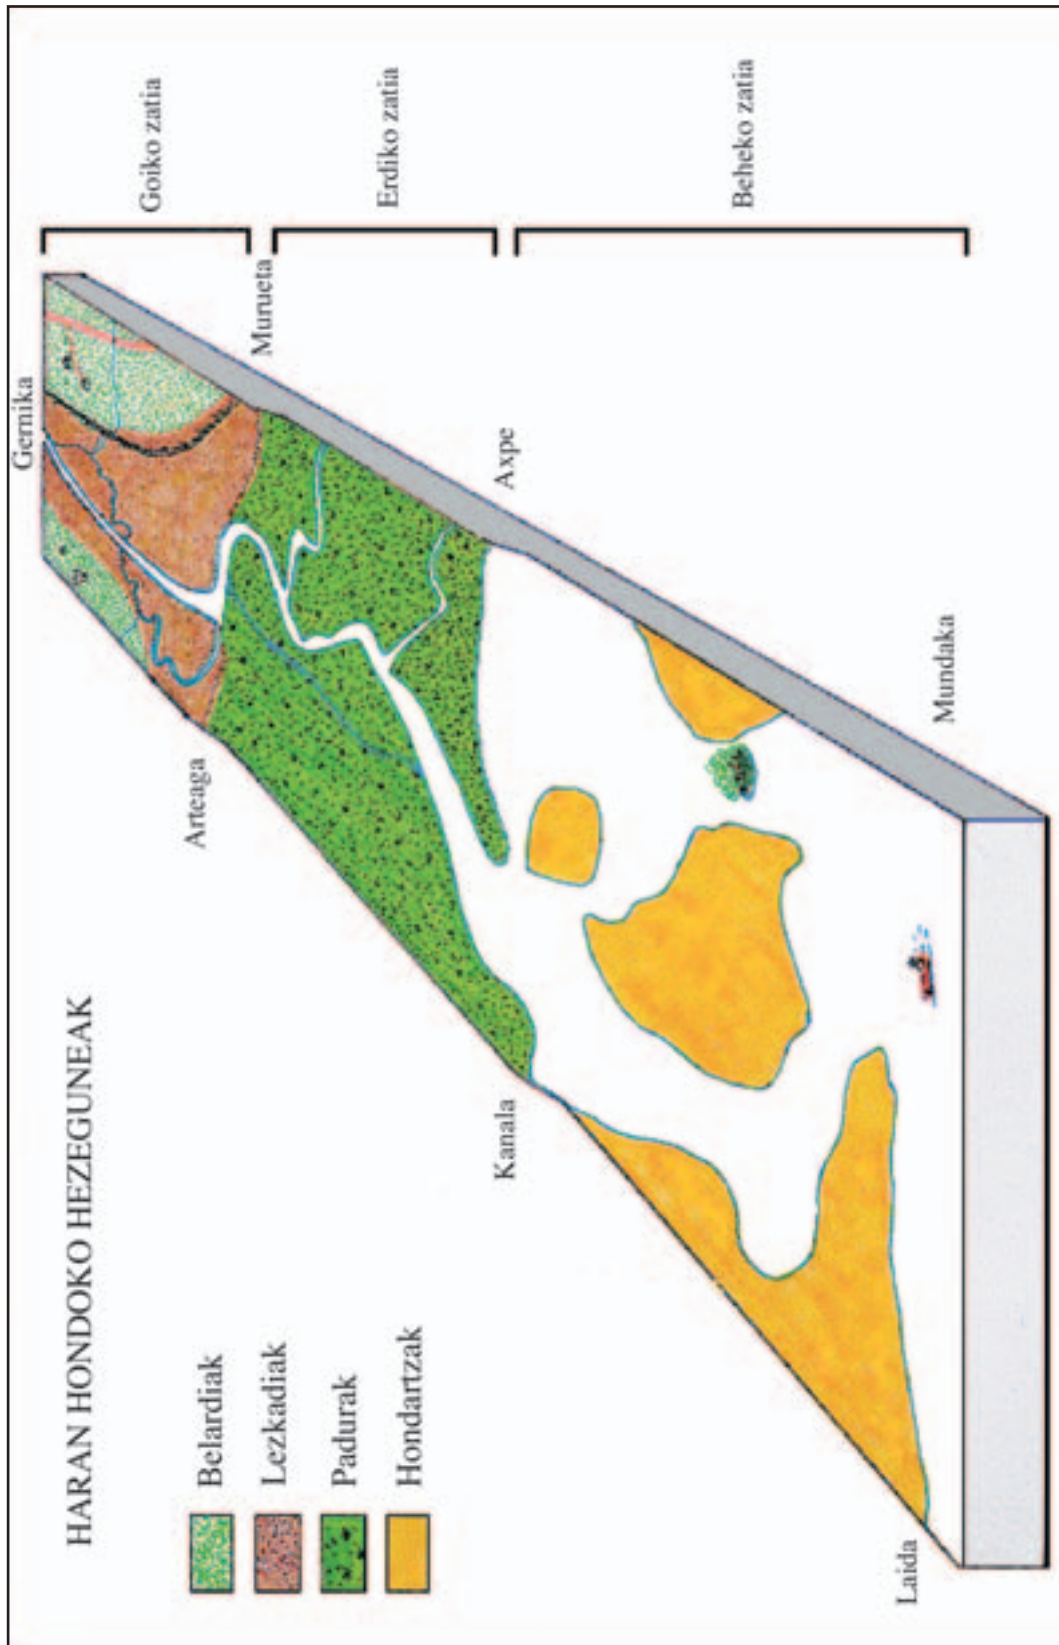 HARAN HONDOKO HEZEGUNEAK
Belardiak
Lezkadiak
Padurak
Hondartzak
Gernika
Arteaga
Murueta
Kanala
Axpe
Laida
Mundaka
Goiko zatia
Erdiko zatia
Beheko zatia